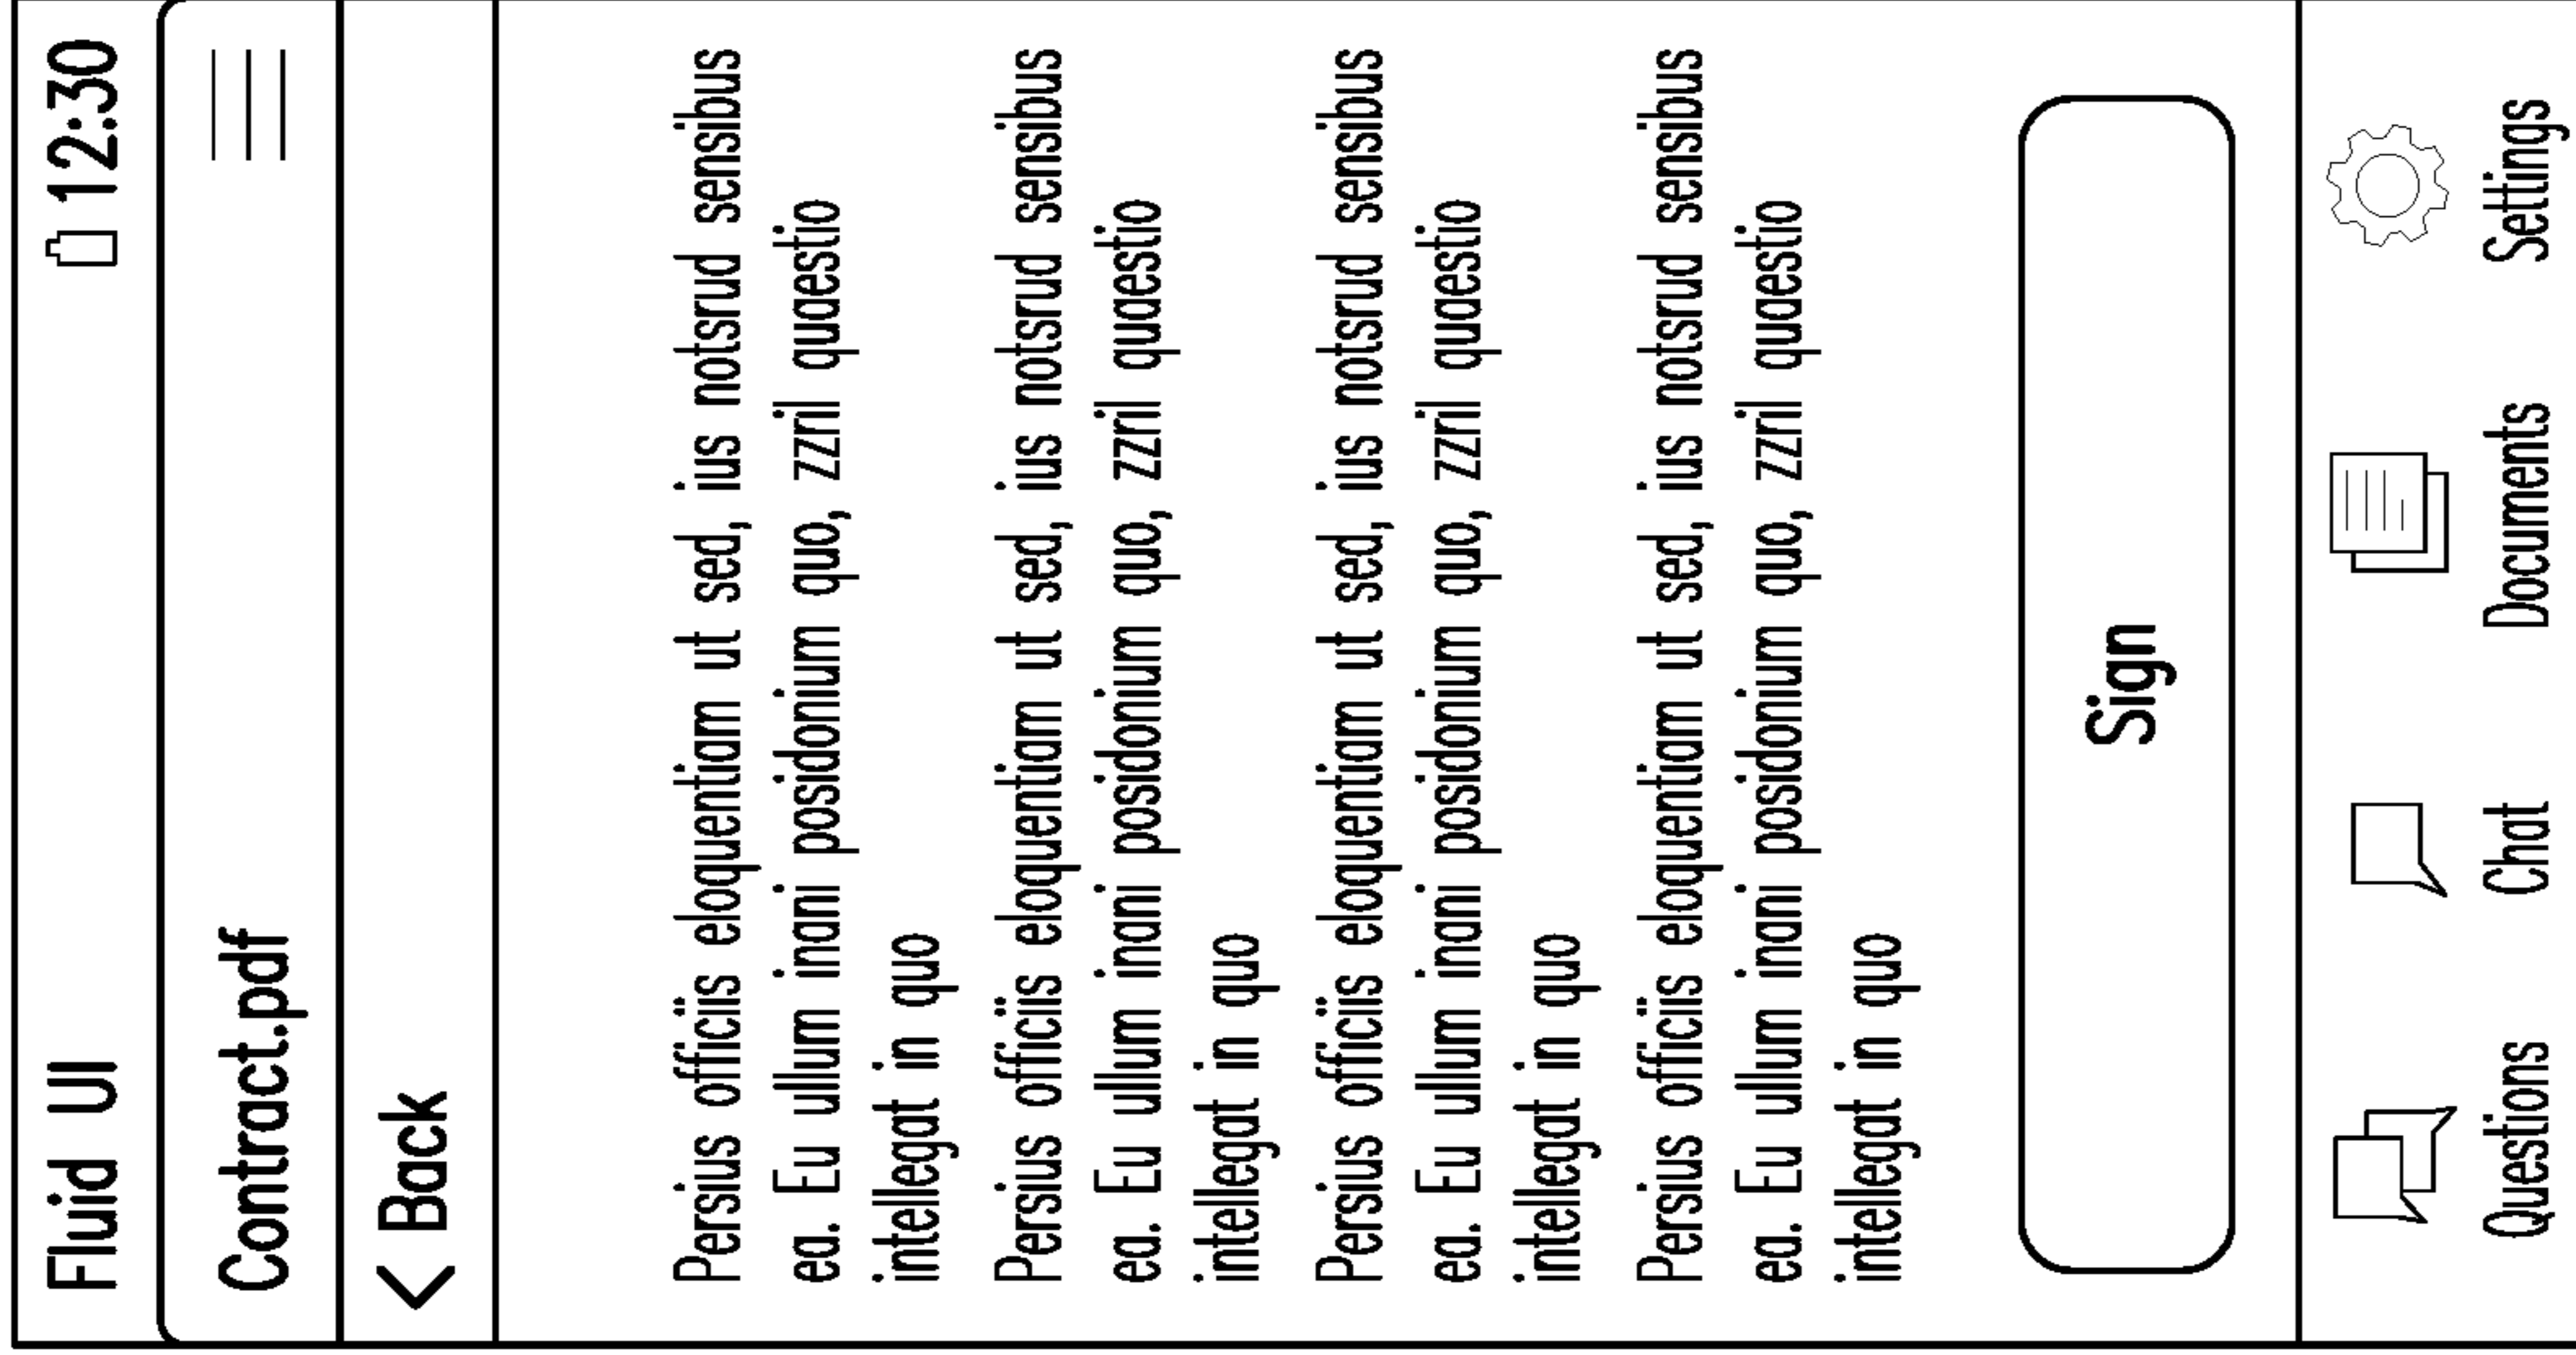 Fluid UI 12:30
Contract.pdf
Back
Persius officiis eloquentiam ut sed, ius notsrud sensibus
ea. Eu ullum inani posidonium quo, zzril quaestio
intellegat in quo
Persius officiis eloquentiam ut sed, ius notsrud sensibus
ea. Eu ullum inani posidonium quo, zzril quaestio
intellegat in quo
Persius officiis eloquentiam ut sed, ius notsrud sensibus
ea. Eu ullum inani posidonium quo, zzril quaestio
intellegat in quo
Persius officiis eloquentiam ut sed, ius notsrud sensibus
ea. Eu ullum inani posidonium quo, zzril quaestio
intellegat in quo
Sign
Questions Chat Documents Settings